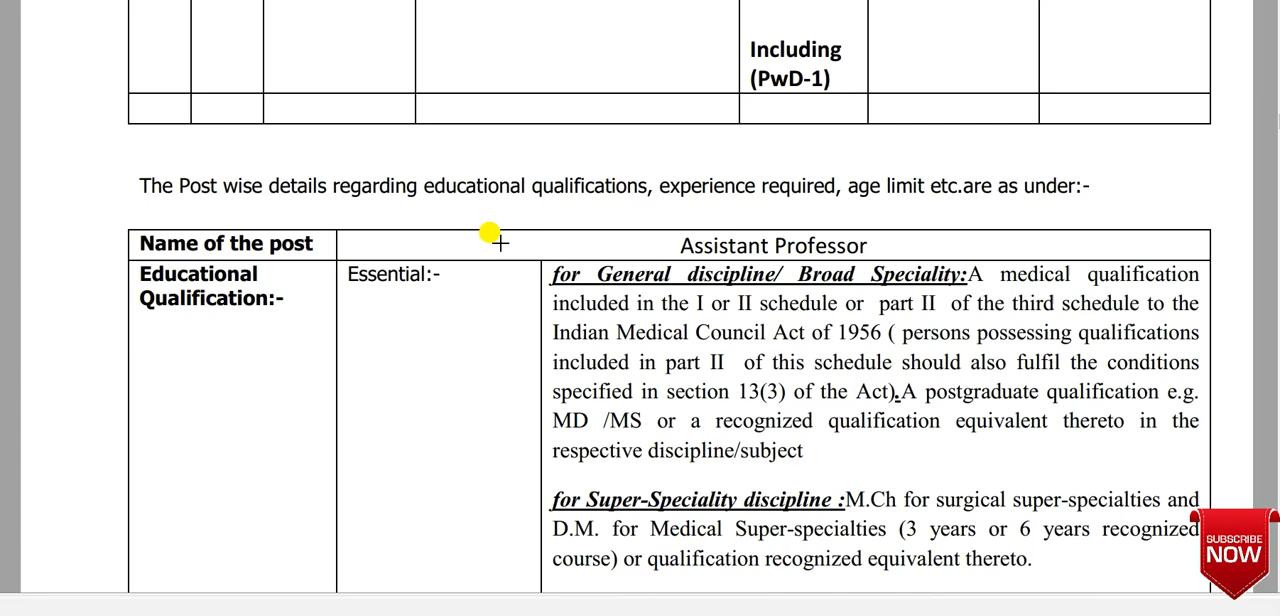 Including
(PwD-1)
The Post wise details regarding educational qualifications, experience required, age limit etc.are as under:-
Name of the post
Assistant Professor
Educational
Qualification:-
Essential:-
for General discipline/ Broad Speciality:A medical qualification
included in the I or II schedule or part II of the third schedule to the
Indian Medical Council Act of 1956 ( persons possessing qualifications
included in part II of this schedule should also fulfil the conditions
specified in section 13(3) of the Act).A postgraduate qualification e.g.
MD /MS or a recognized qualification equivalent thereto in the
respective discipline/subject
for Super-Speciality discipline :M.Ch for surgical super-specialties and
D.M. for Medical Super-specialties (3 years or 6 years recognized
course) or qualification recognized equivalent thereto.
SUBSCRIBE
NOW